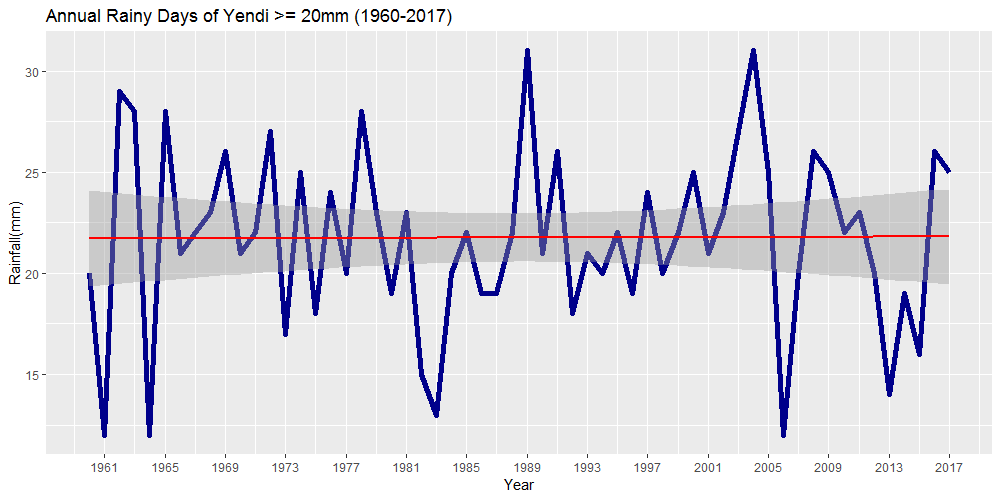 Annual Rainy Days of Yendi >= 20mm (1960-2017)
Rainfall(mm)
30
25
20
15
1961 1965 1969 1973 1977 1981 1985 1989 1993 1997 2001 2005 2009 2013 2017
Year